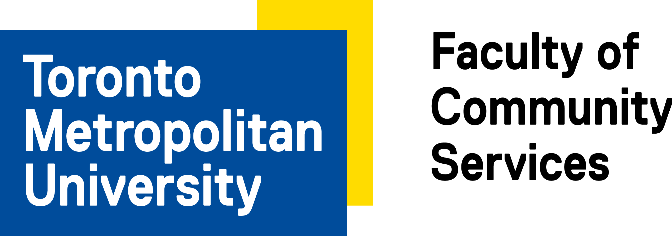 Toronto
Metropolitan
University
Faculty of
Community
Services